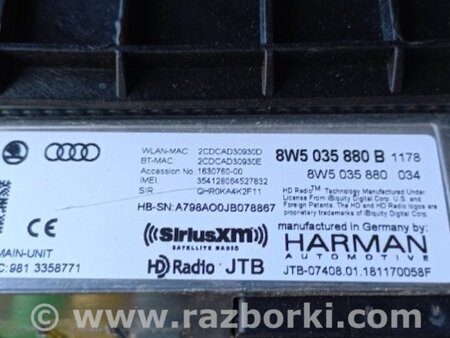 WLAN-MAC: 2CDCAD30930D
BT-MAC: 2CDCAD30930E
Accession No 1630760-00
IMEI: 354128084527832
SIR QHR0KA4K2F11
HB-SN: A798AO0JB078867
8W5 035 880 B 1178
8W5 035 880 034
HD Radio™ Technology Manufactured Under
License From iBiquity Digital Corp. U.S. and
Foreign Patents. The HD Radio and HD Radio logos are
proprietary trademarks of iBiquity Digital Corp.
CE
MAIN-UNIT
C: 981 3358771
((SiriusXM))
SATELLITE RADIO
HD Radio JTB
manufactured in Germany by:
HARMAN
AUTOMOTIVE
JTB-07408.01.181170058F
www.razborki.com